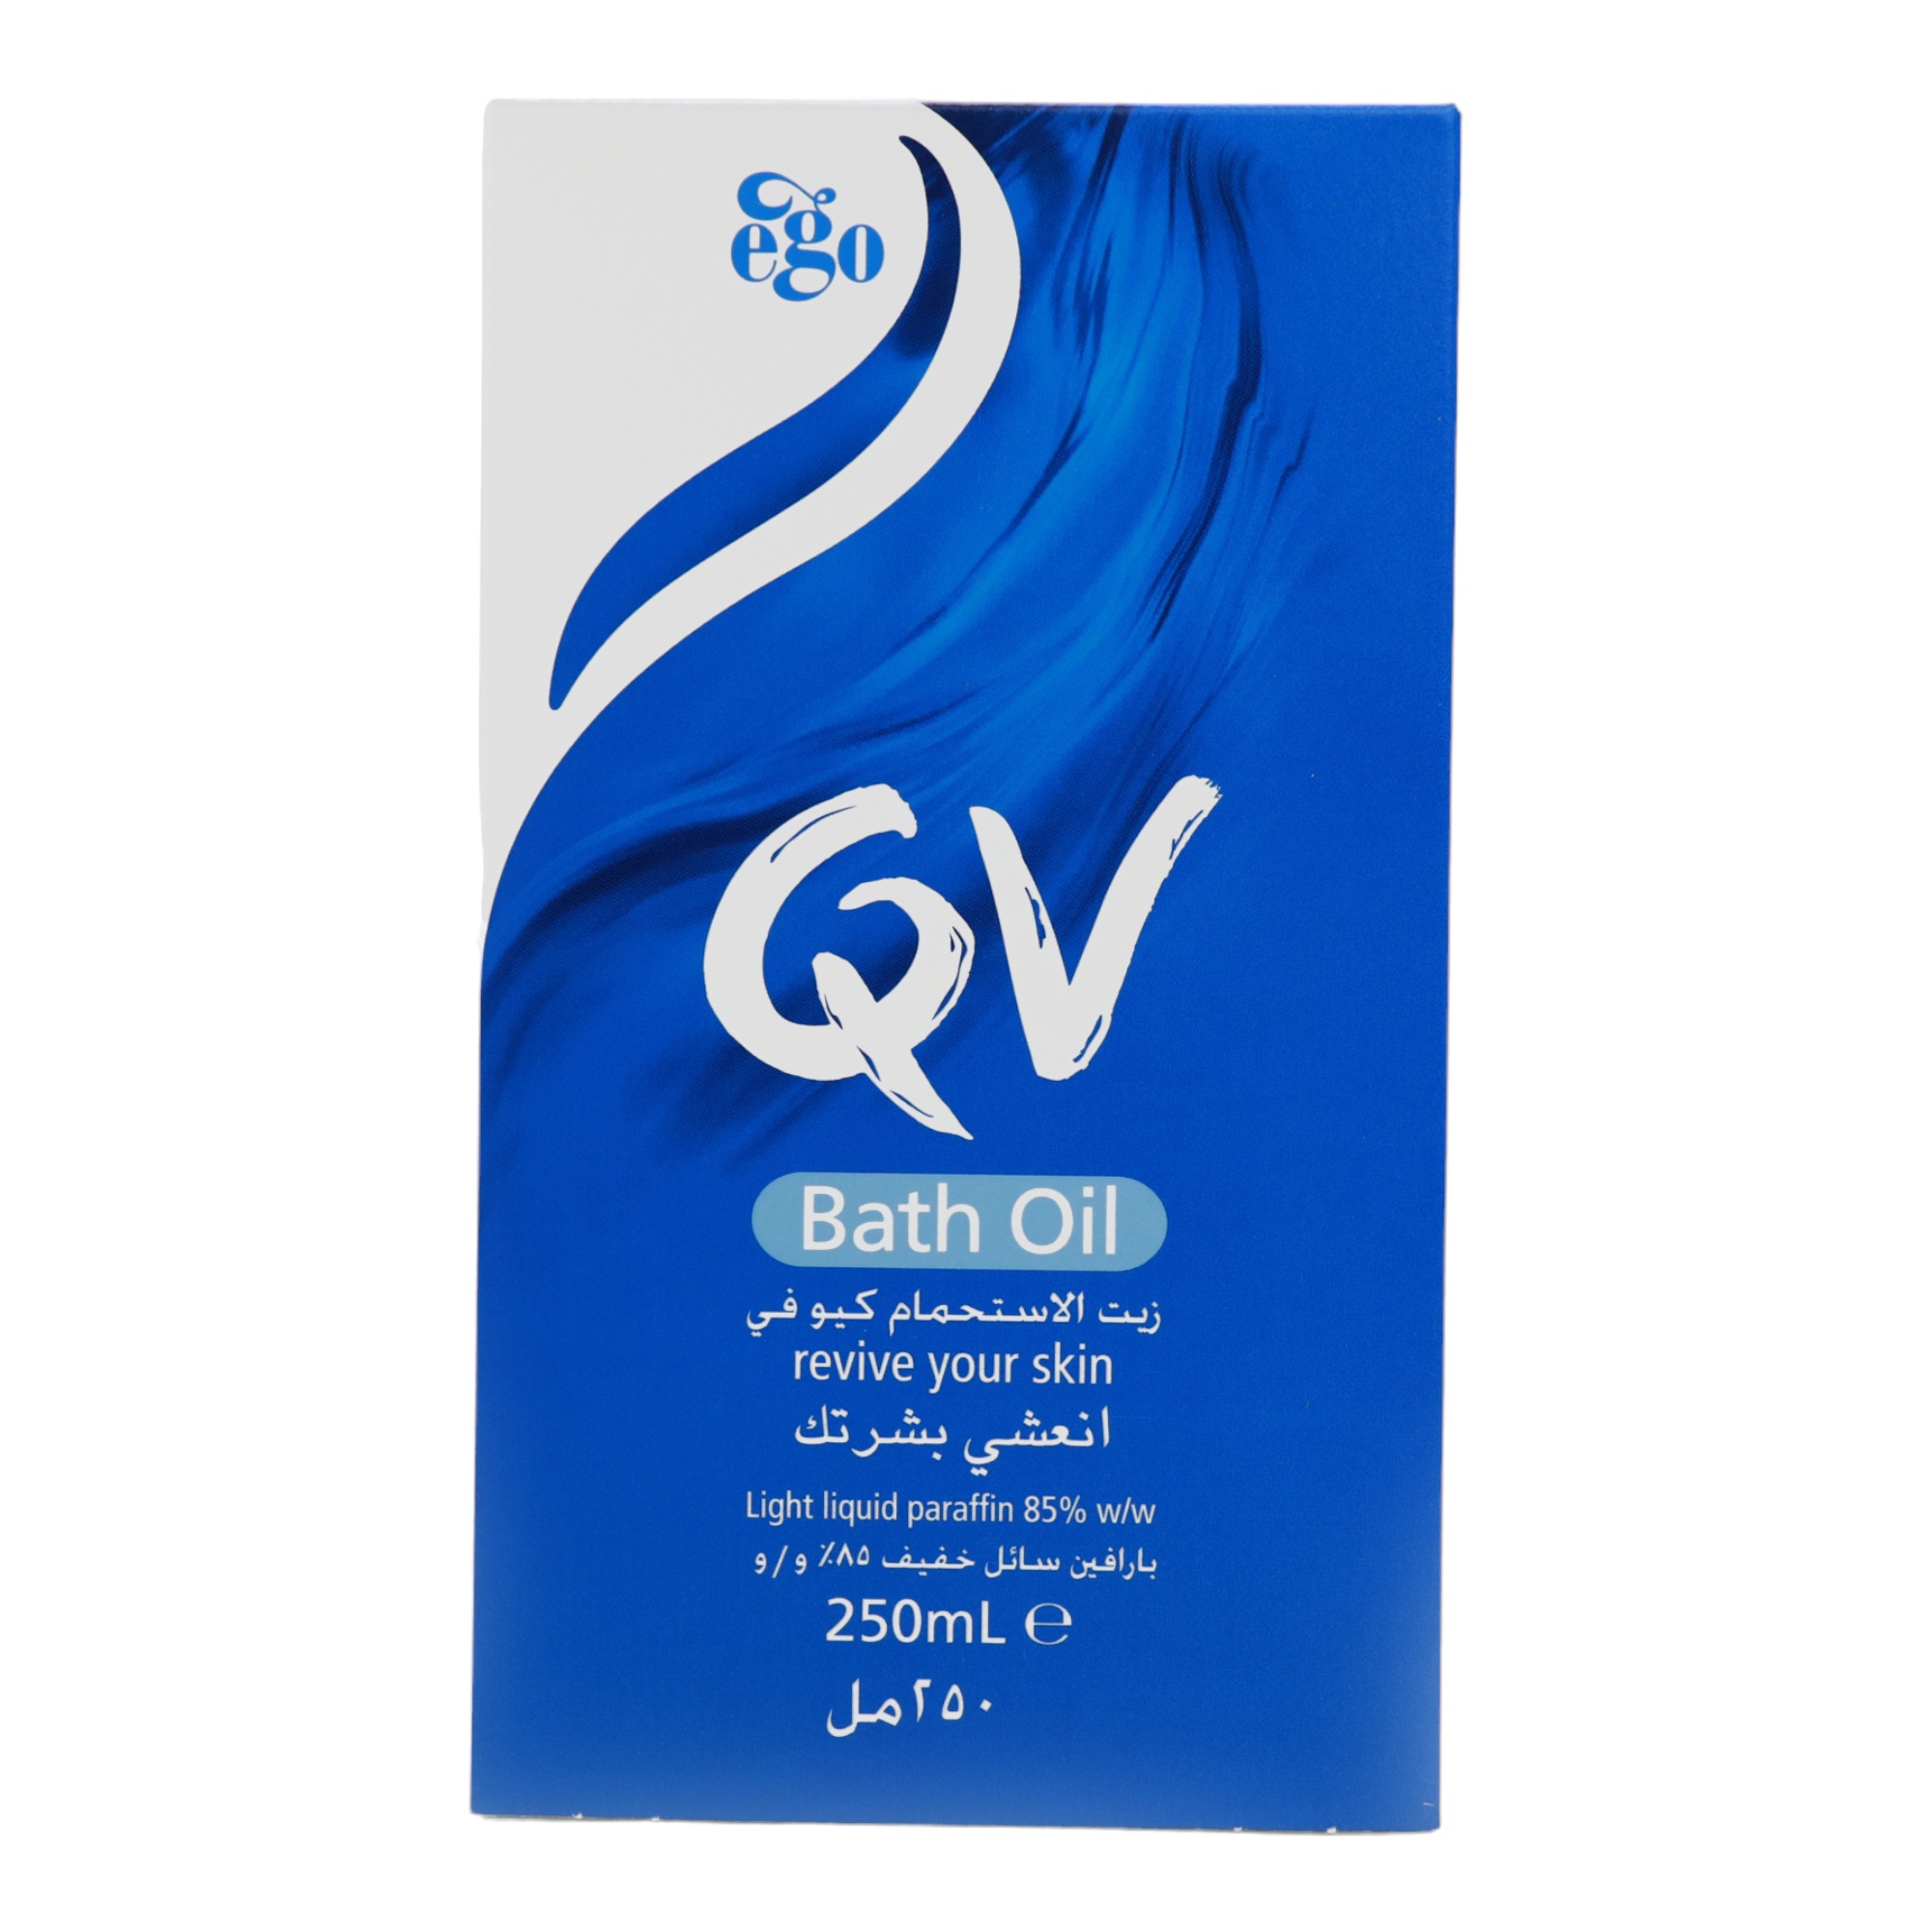 ego
QV
Bath Oil
زيت الاستحمام كيو في
revive your skin
انعشي بشرتك
Light liquid paraffin 85% w/w
بارافين سائل خفيف ٨٥٪ و/و
250mL ℮
٢٥٠مل